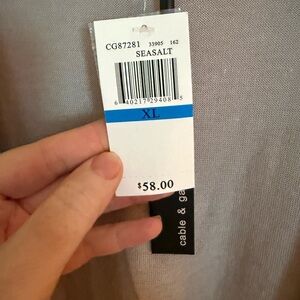 CG87281 33905 162
SEASALT
6 40217 29408 5
XL
$58.00
cable & ga